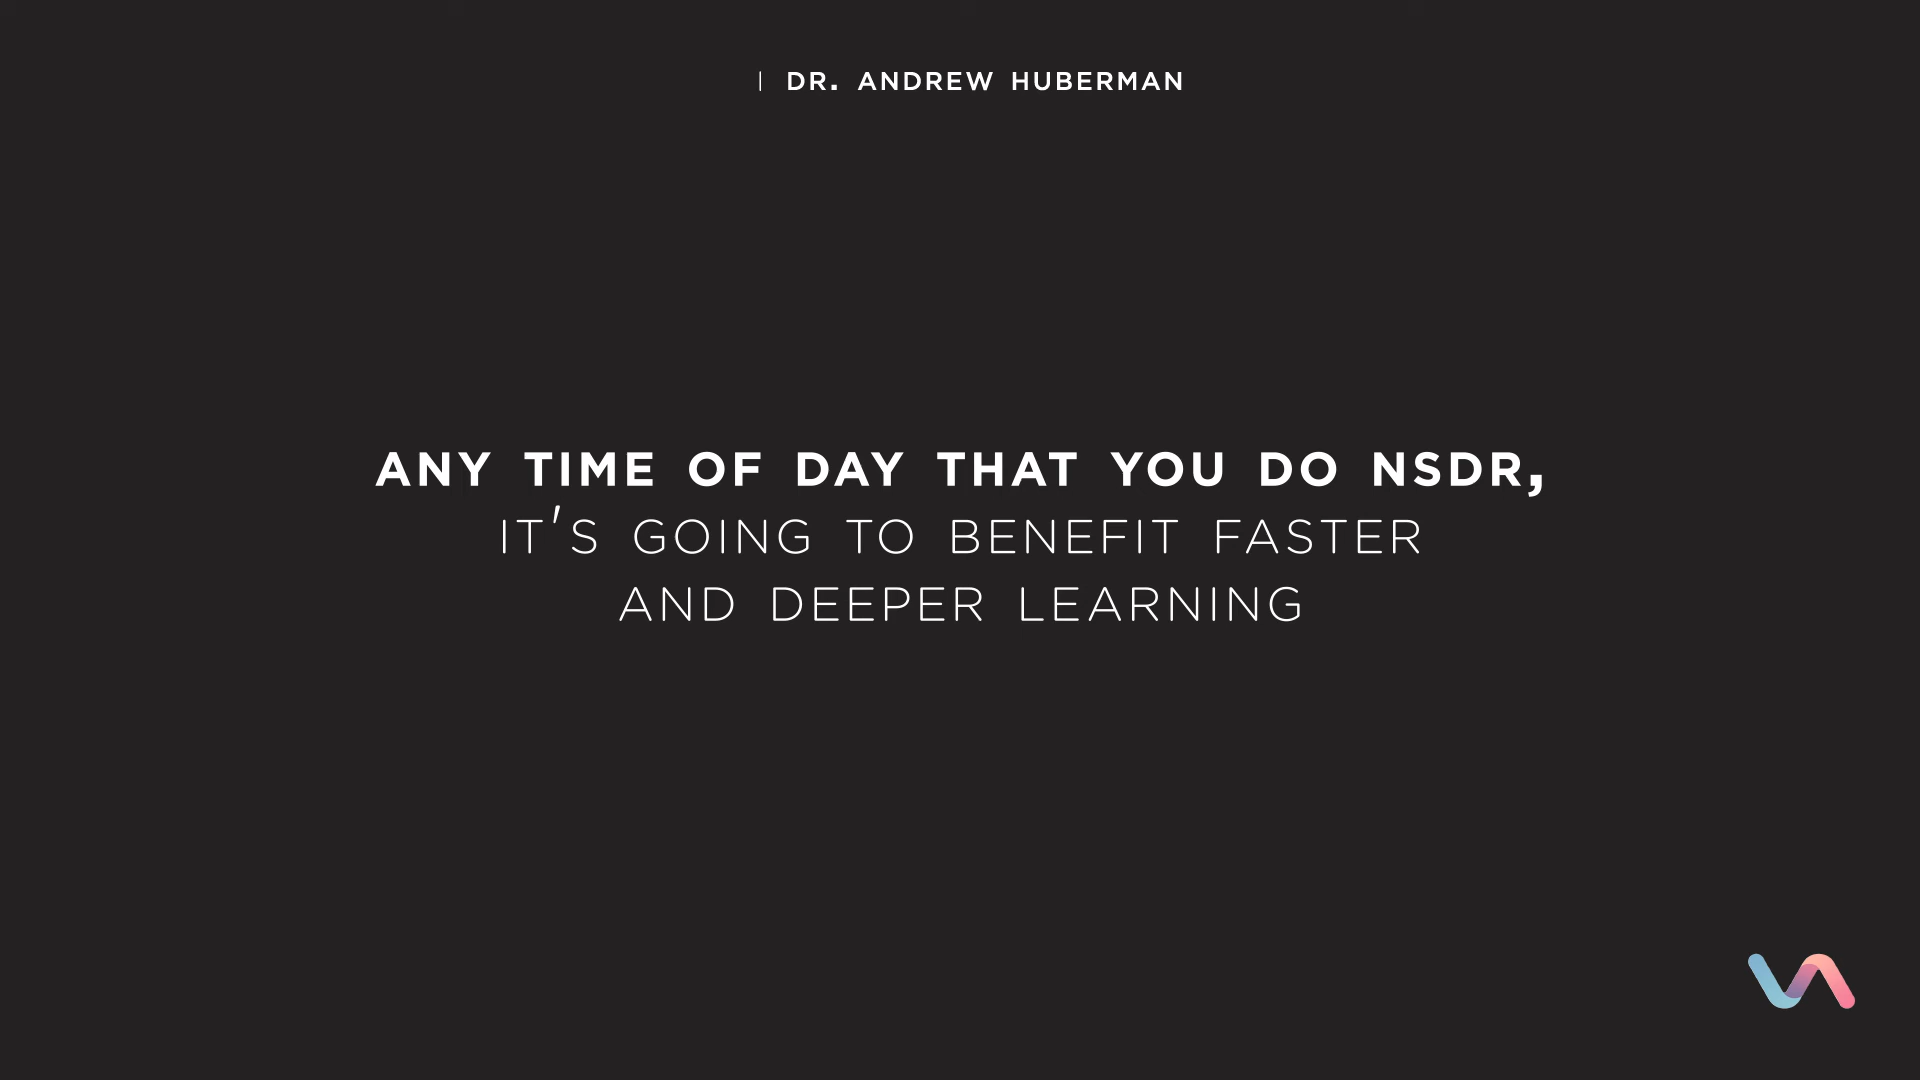 | DR. ANDREW HUBERMAN
ANY TIME OF DAY THAT YOU DO NSDR,
IT'S GOING TO BENEFIT FASTER
AND DEEPER LEARNING